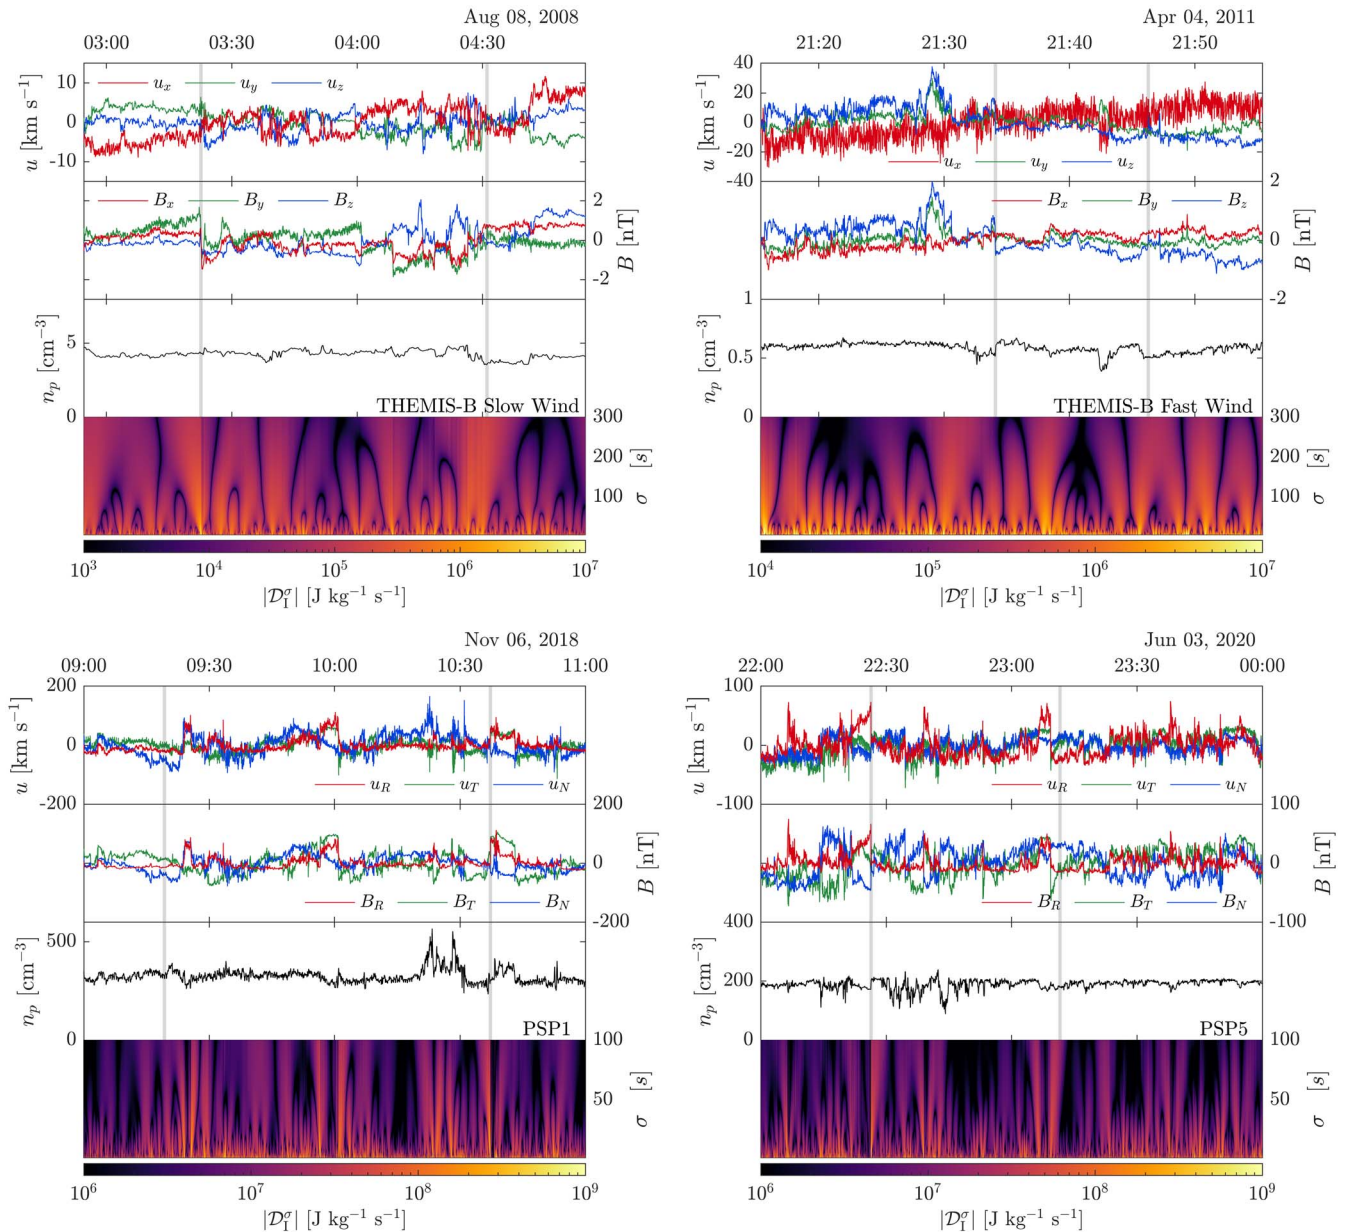 Aug 08, 2008
03:00 03:30 04:00 04:30
u [km s⁻¹]
10
0
-10
u_x u_y u_z
B_x B_y B_z
2
0
-2
B [nT]
n_p [cm⁻³]
5
0
THEMIS-B Slow Wind
300
200
100
σ [s]
10³ 10⁴ 10⁵ 10⁶ 10⁷
|𝒟_I^σ| [J kg⁻¹ s⁻¹]
Apr 04, 2011
21:20 21:30 21:40 21:50
u [km s⁻¹]
40
20
0
-20
-40
u_x u_y u_z
B_x B_y B_z
2
0
-2
B [nT]
n_p [cm⁻³]
1
0.5
0
THEMIS-B Fast Wind
300
200
100
σ [s]
10⁴ 10⁵ 10⁶ 10⁷
|𝒟_I^σ| [J kg⁻¹ s⁻¹]
Nov 06, 2018
09:00 09:30 10:00 10:30 11:00
u [km s⁻¹]
200
0
-200
u_R u_T u_N
200
0
-200
B [nT]
B_R B_T B_N
n_p [cm⁻³]
500
0
PSP1
100
50
σ [s]
10⁶ 10⁷ 10⁸ 10⁹
|𝒟_I^σ| [J kg⁻¹ s⁻¹]
Jun 03, 2020
22:00 22:30 23:00 23:30 00:00
u [km s⁻¹]
100
0
-100
u_R u_T u_N
100
0
-100
B [nT]
B_R B_T B_N
n_p [cm⁻³]
400
200
0
PSP5
100
50
σ [s]
10⁶ 10⁷ 10⁸ 10⁹
|𝒟_I^σ| [J kg⁻¹ s⁻¹]